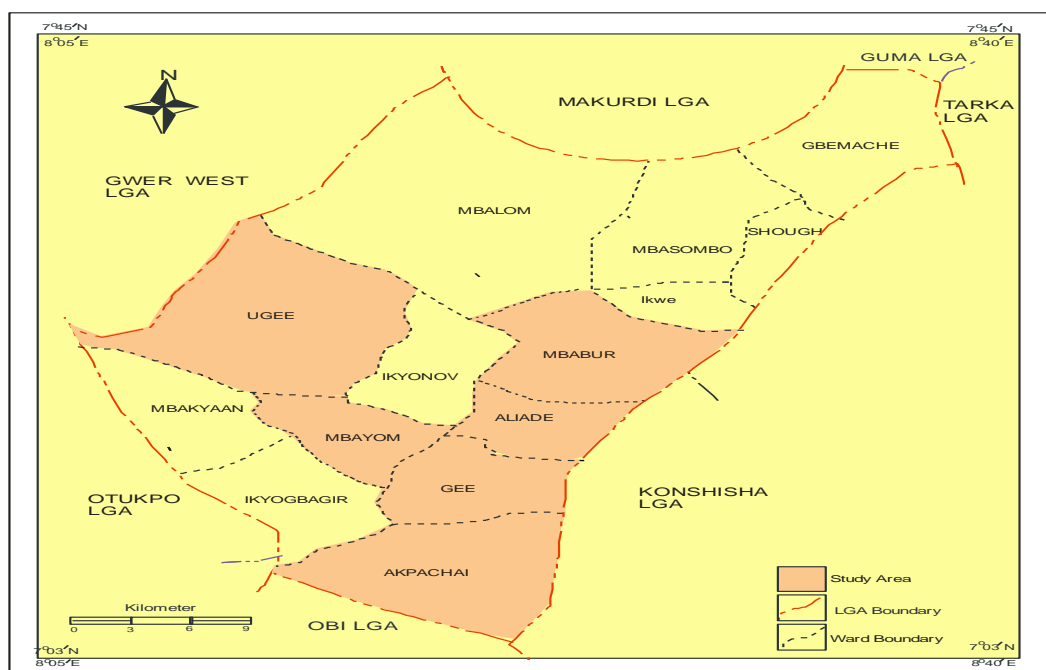 7°45'N
8°05'E
7°45'N
8°40'E
GUMA LGA
N
MAKURDI LGA
TARKA
LGA
GBEMACHE
GWER WEST
LGA
MBALOM
SHOUGH
MBASOMBO
Ikwe
UGEE
MBABUR
IKYONOV
MBAKYAAN
ALIADE
MBAYOM
GEE
IKYOGBAGIR
OTUKPO
LGA
KONSHISHA
LGA
AKPACHAI
Study Area
Kilometer
LGA Boundary
0 3 6 9
OBI LGA
Ward Boundary
7°03'N
8°05'E
7°03'N
8°40'E